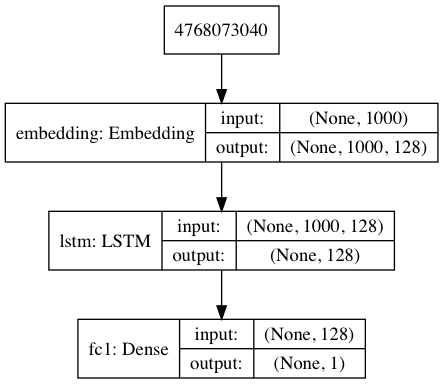 4768073040
embedding: Embedding
input: (None, 1000)
output: (None, 1000, 128)
lstm: LSTM
input: (None, 1000, 128)
output: (None, 128)
fc1: Dense
input: (None, 128)
output: (None, 1)